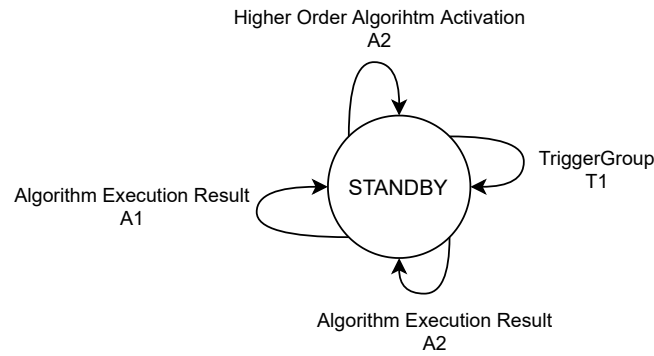 Higher Order Algorihtm Activation
A2
TriggerGroup
T1
STANDBY
Algorithm Execution Result
A1
Algorithm Execution Result
A2